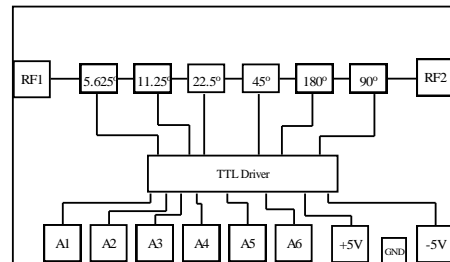 RF1 5.625° 11.25° 22.5° 45° 180° 90° RF2
TTL Driver
A1 A2 A3 A4 A5 A6 +5V GND -5V